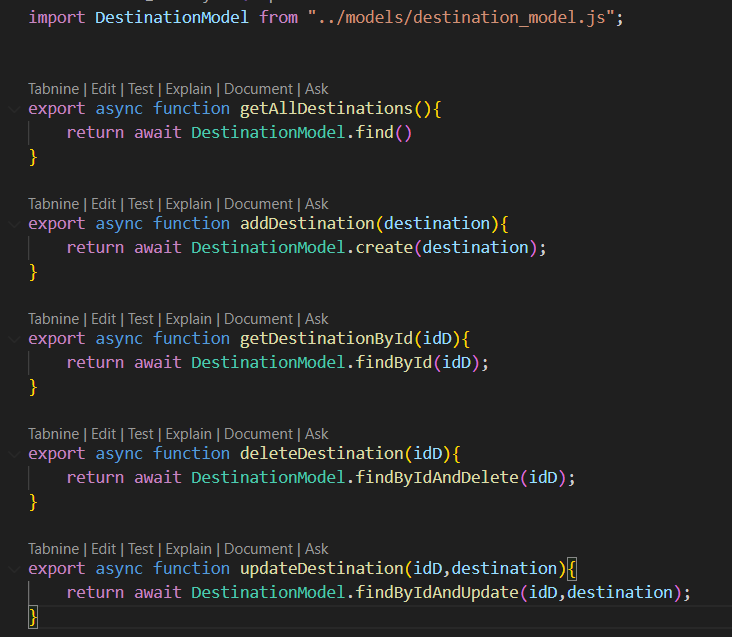 import DestinationModel from "../models/destination_model.js";
Tabnine | Edit | Test | Explain | Document | Ask
export async function getAllDestinations(){
return await DestinationModel.find()
}
Tabnine | Edit | Test | Explain | Document | Ask
export async function addDestination(destination){
return await DestinationModel.create(destination);
}
Tabnine | Edit | Test | Explain | Document | Ask
export async function getDestinationById(idD){
return await DestinationModel.findById(idD);
}
Tabnine | Edit | Test | Explain | Document | Ask
export async function deleteDestination(idD){
return await DestinationModel.findByIdAndDelete(idD);
}
Tabnine | Edit | Test | Explain | Document | Ask
export async function updateDestination(idD,destination){
return await DestinationModel.findByIdAndUpdate(idD,destination);
}